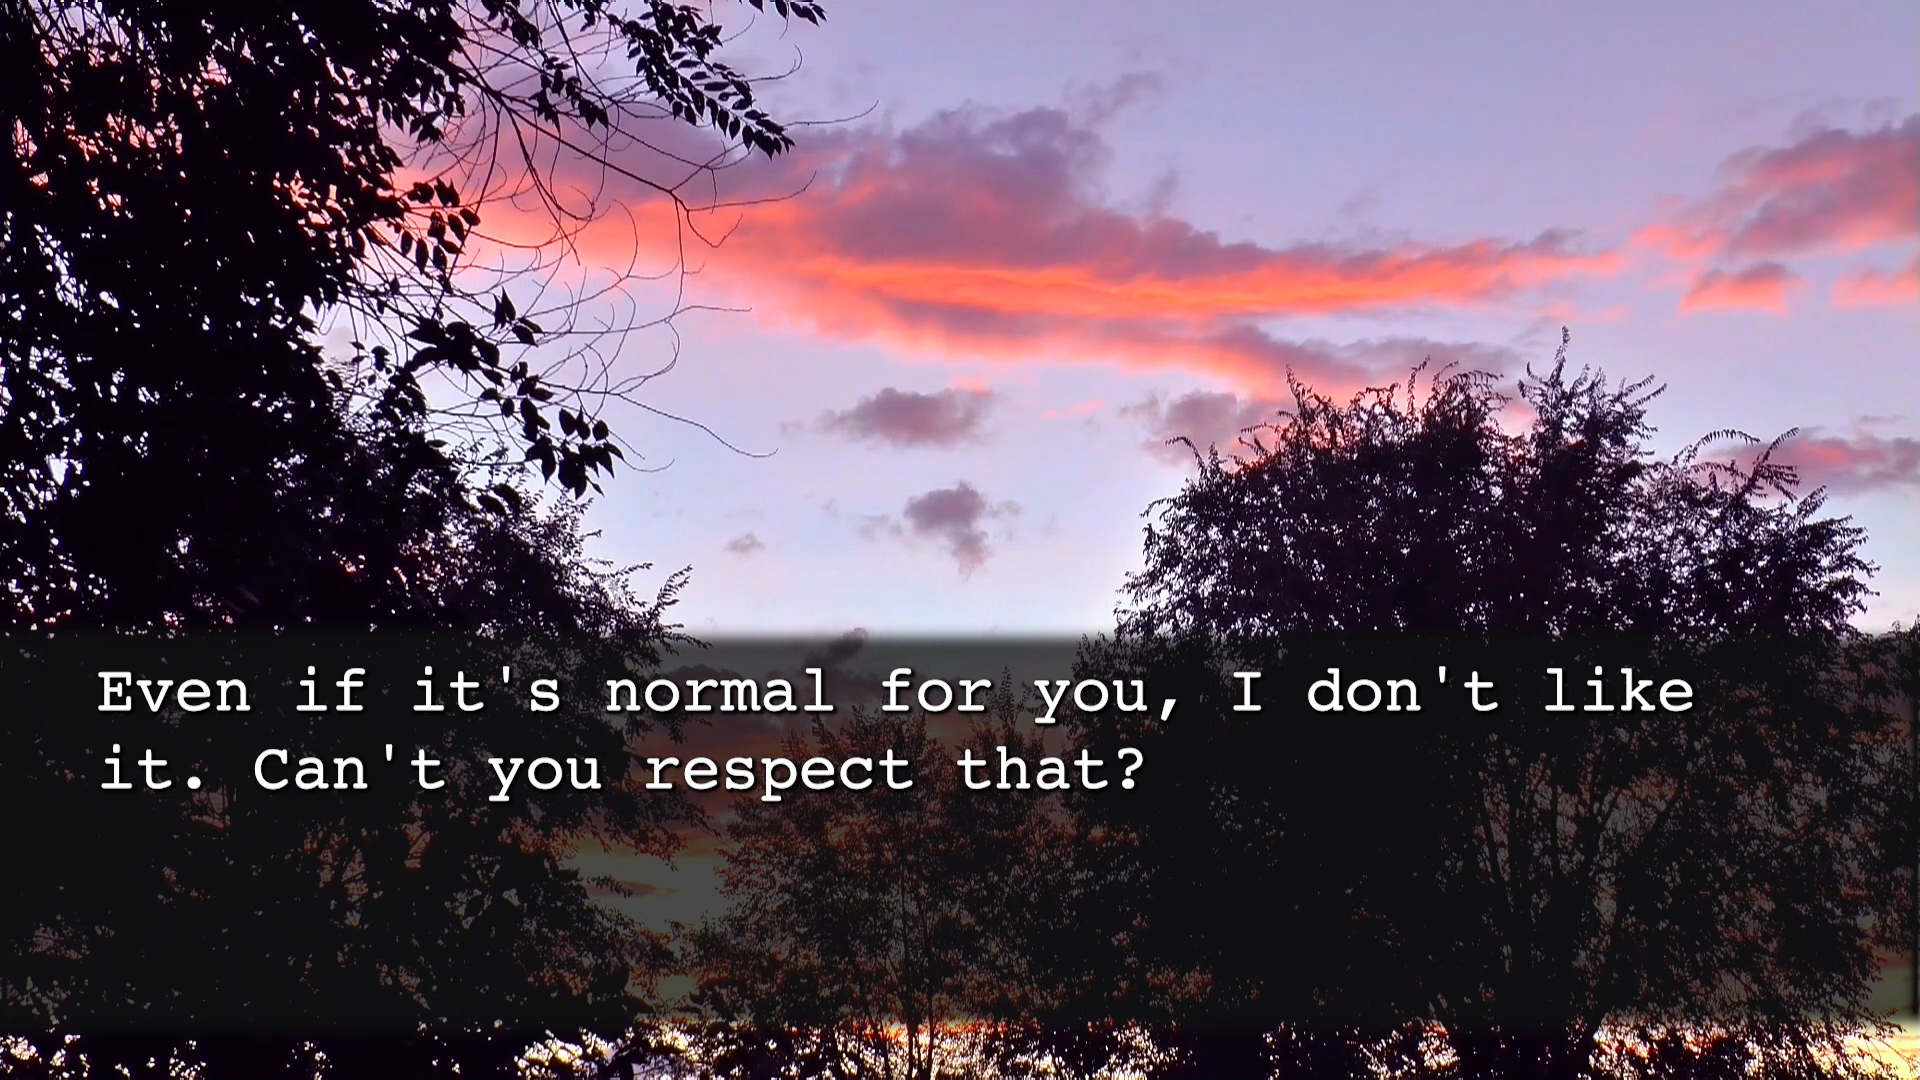 Even if it's normal for you, I don't like
it. Can't you respect that?